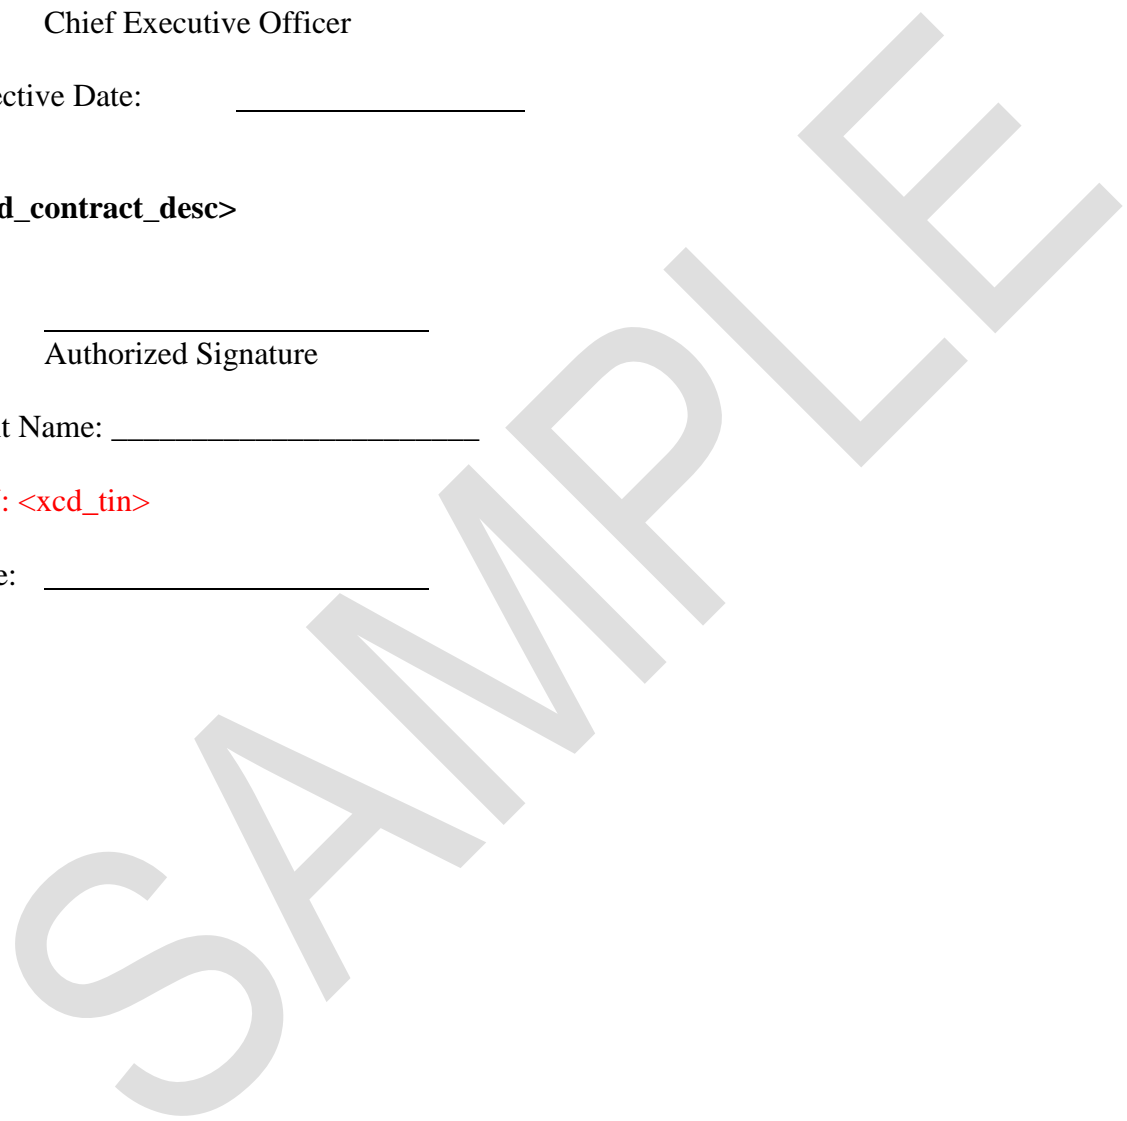 Chief Executive Officer
ective Date:
d_contract_desc>
Authorized Signature
t Name: _______________________
: <xcd_tin>
e:
SAMPLE